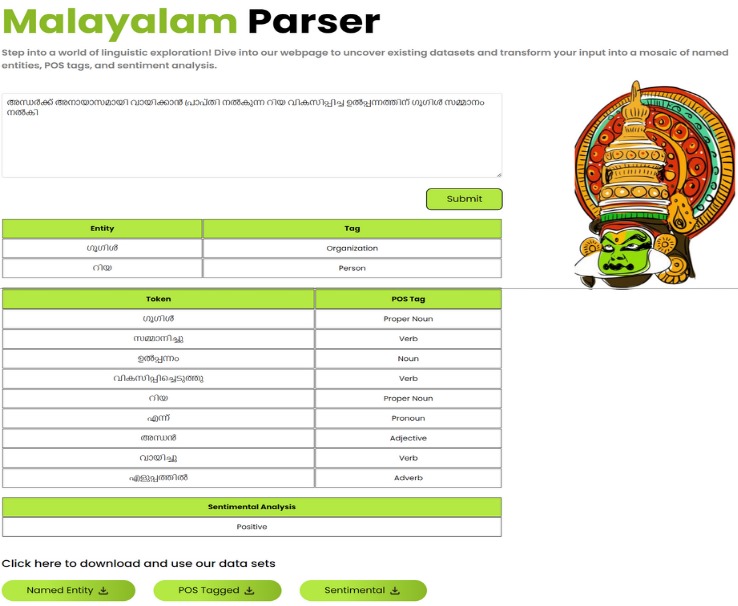 Malayalam Parser
Step into a world of linguistic exploration! Dive into our webpage to uncover existing datasets and transform your input into a mosaic of named
entities, POS tags, and sentiment analysis.
അന്ധർക്ക് അനായാസമായി വായിക്കാൻ പ്രാപ്തി നൽകുന്ന റിയ വികസിപ്പിച്ച ഉൽപ്പന്നത്തിന് ഗൂഗിൾ സമ്മാനം
നൽകി
Submit
Entity Tag
ഗൂഗിൾ Organization
റിയ Person
Token POS Tag
ഗൂഗിൾ Proper Noun
സമ്മാനിച്ചു Verb
ഉൽപ്പന്നം Noun
വികസിപ്പിച്ചെടുത്തു Verb
റിയ Proper Noun
എന്ന് Pronoun
അന്ധൻ Adjective
വായിച്ചു Verb
എളുപ്പത്തിൽ Adverb
Sentimental Analysis
Positive
Click here to download and use our data sets
Named Entity POS Tagged Sentimental